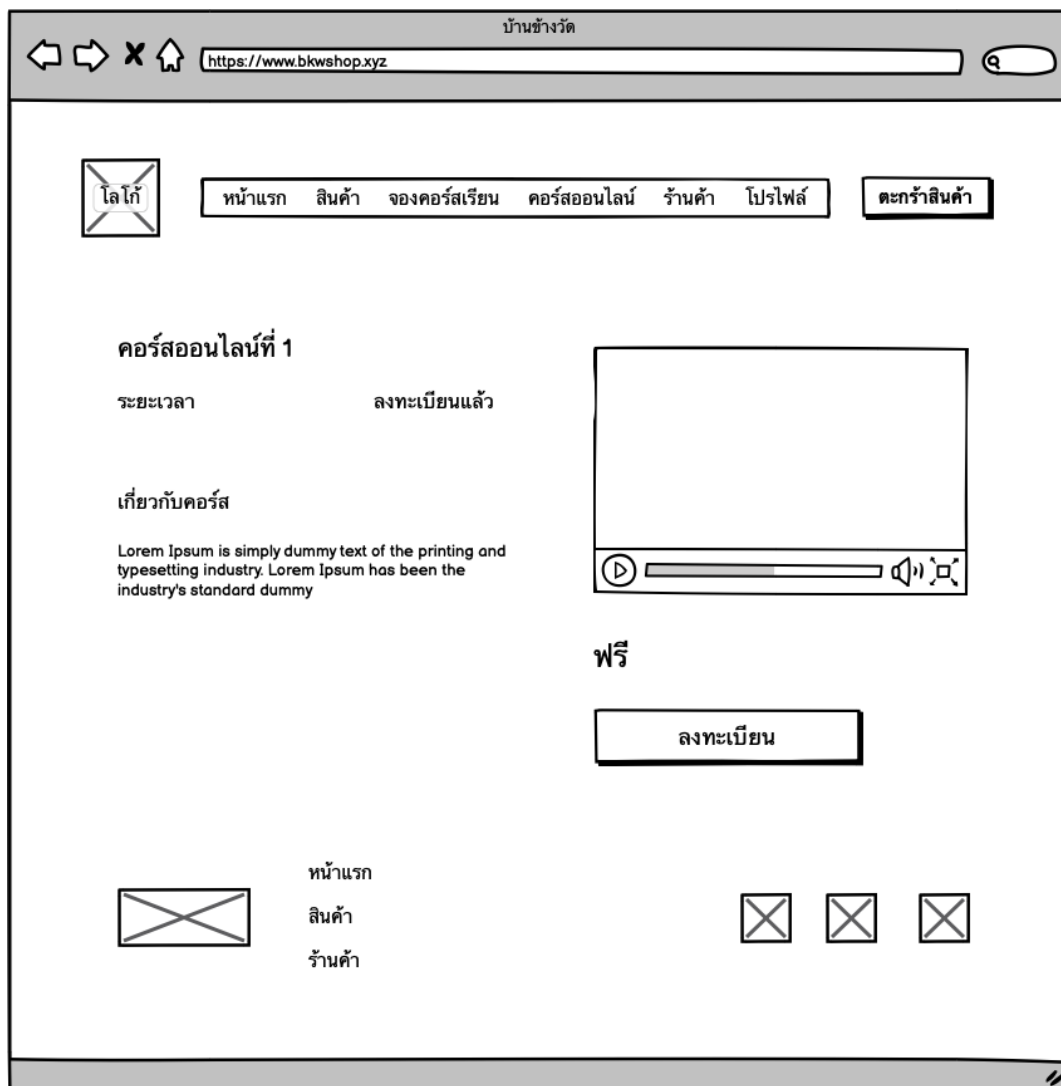 บ้านข้างวัด
https://www.bkwshop.xyz
โลโก้
หน้าแรก สินค้า จองคอร์สเรียน คอร์สออนไลน์ ร้านค้า โปรไฟล์
ตะกร้าสินค้า
คอร์สออนไลน์ที่ 1
ระยะเวลา ลงทะเบียนแล้ว
เกี่ยวกับคอร์ส
Lorem Ipsum is simply dummy text of the printing and
typesetting industry. Lorem Ipsum has been the
industry's standard dummy
ฟรี
ลงทะเบียน
หน้าแรก
สินค้า
ร้านค้า